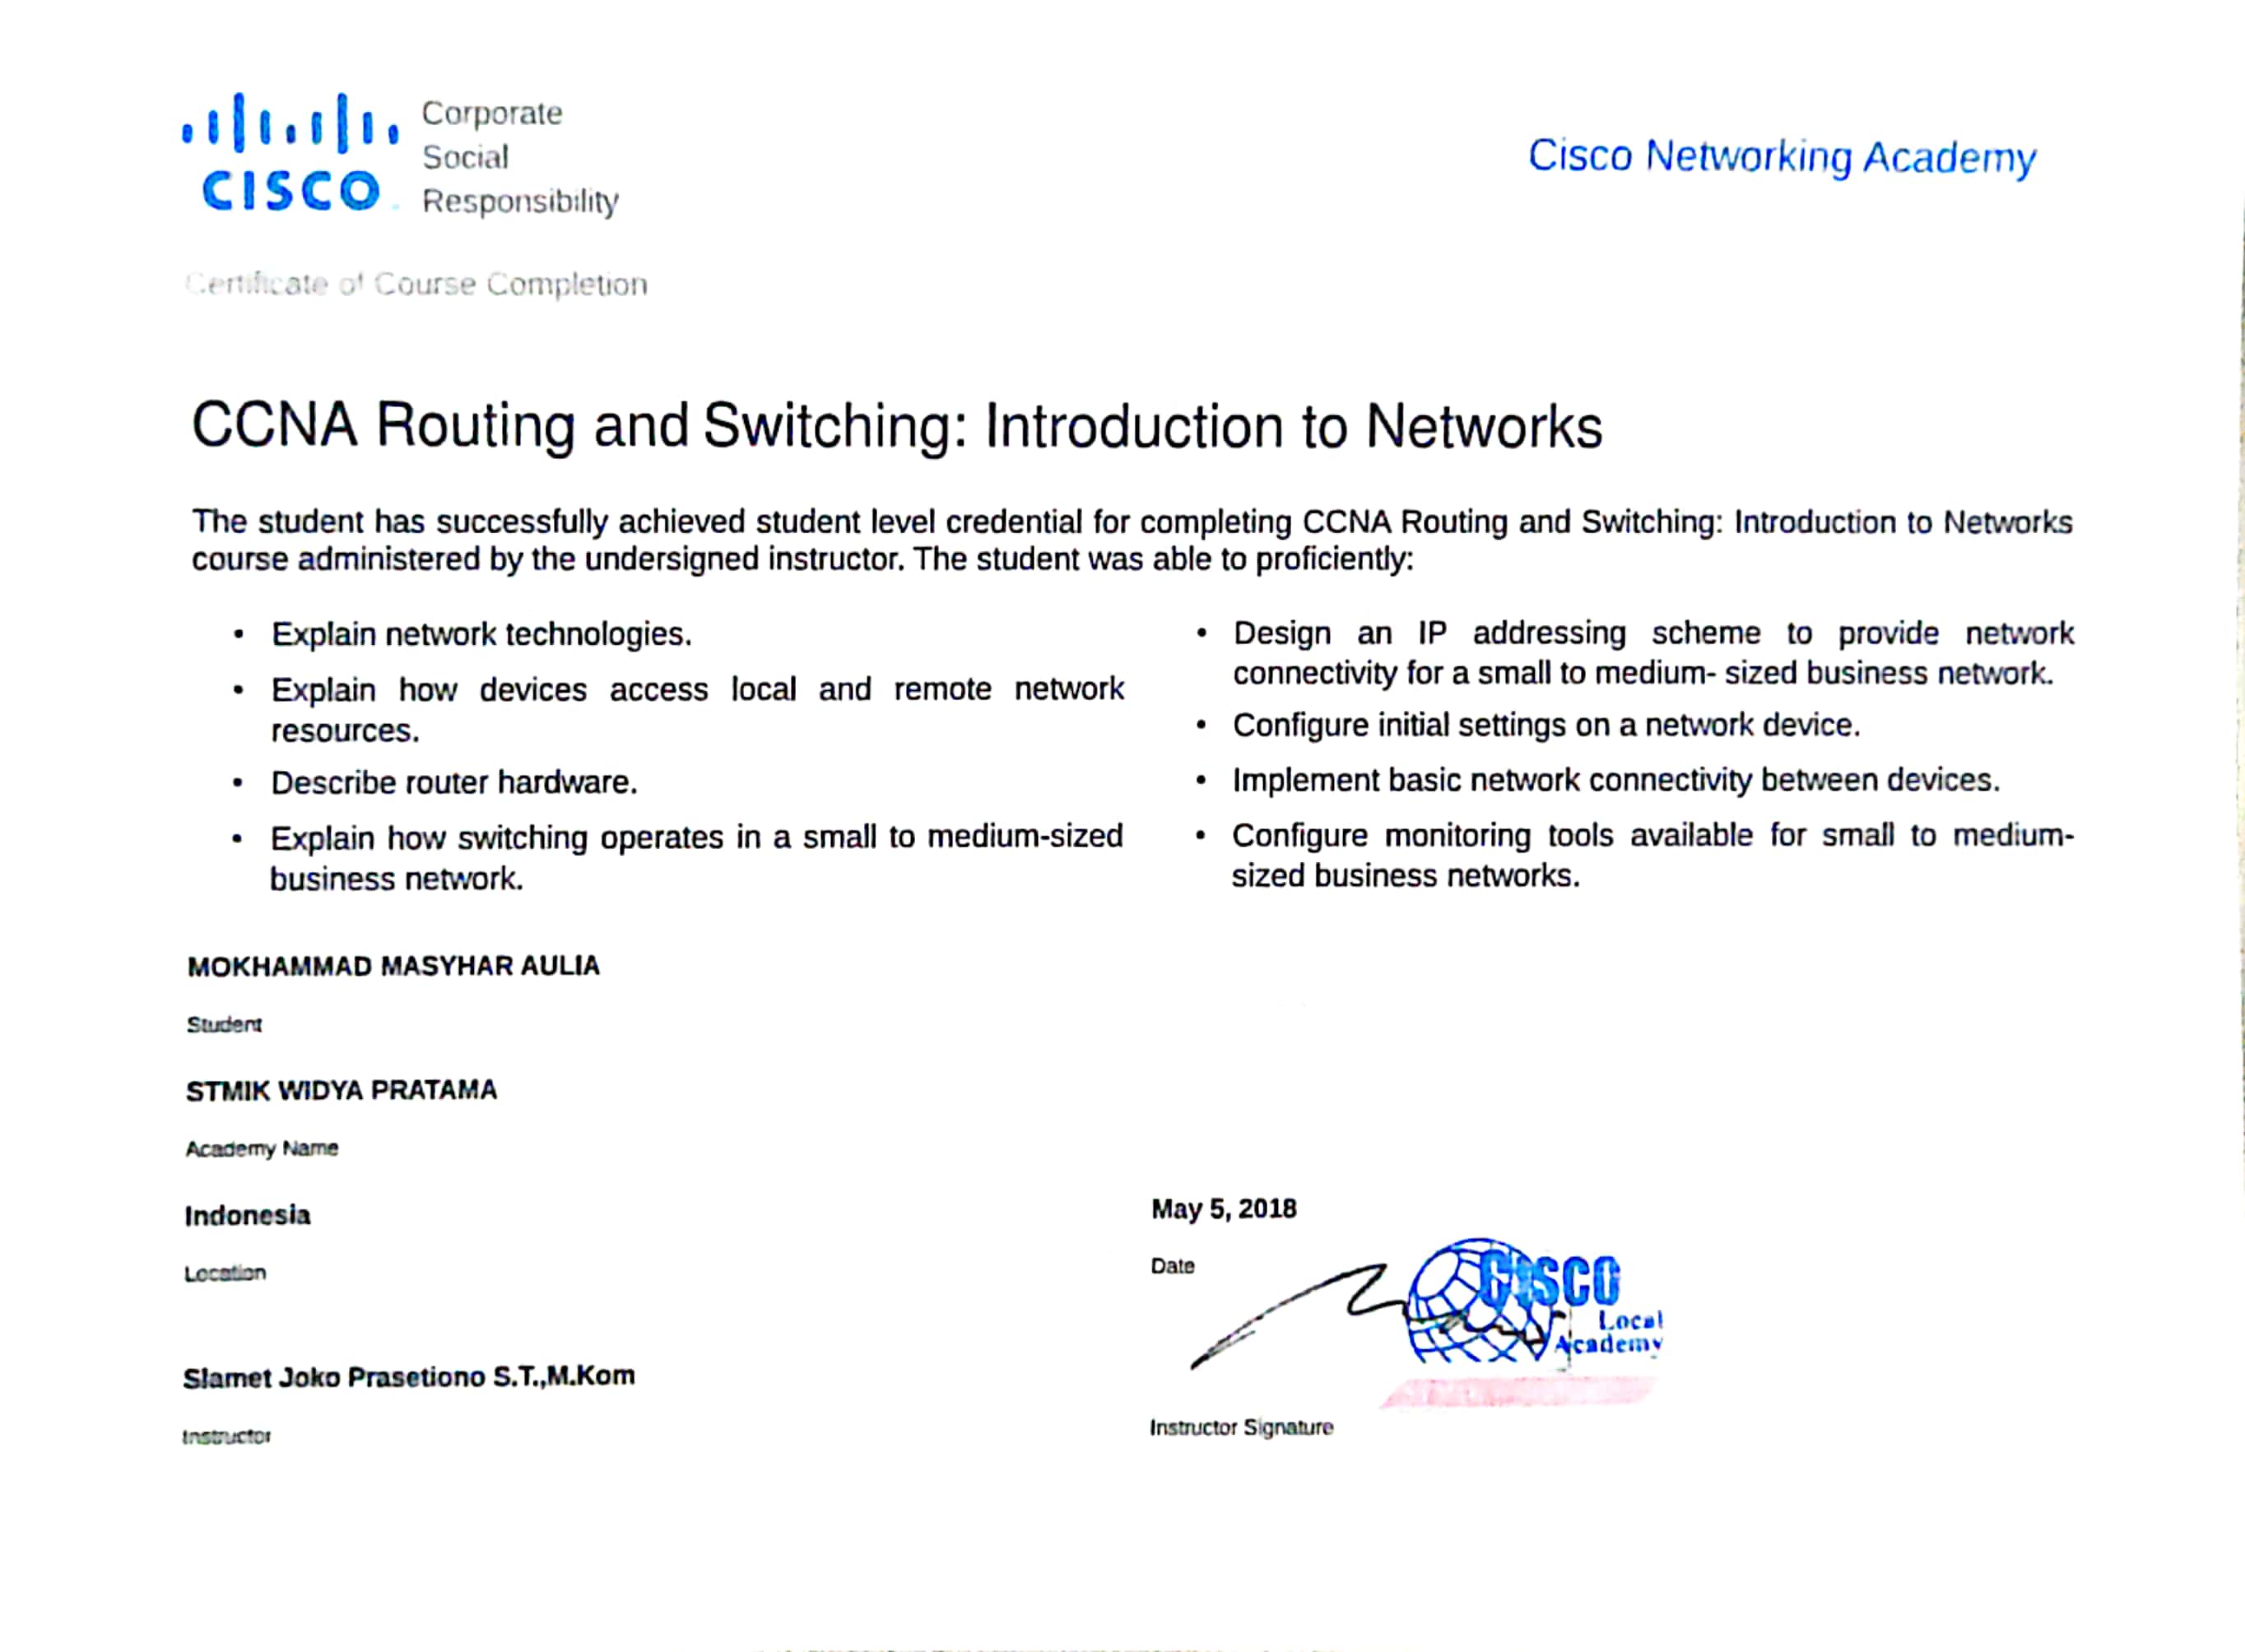 CISCO
Corporate
Social
Responsibility
Cisco Networking Academy
Certificate of Course Completion
CCNA Routing and Switching: Introduction to Networks
The student has successfully achieved student level credential for completing CCNA Routing and Switching: Introduction to Networks
course administered by the undersigned instructor. The student was able to proficiently:
• Explain network technologies.
• Explain how devices access local and remote network
resources.
• Describe router hardware.
• Explain how switching operates in a small to medium-sized
business network.
• Design an IP addressing scheme to provide network
connectivity for a small to medium- sized business network.
• Configure initial settings on a network device.
• Implement basic network connectivity between devices.
• Configure monitoring tools available for small to medium-
sized business networks.
MOKHAMMAD MASYHAR AULIA
Student
STMIK WIDYA PRATAMA
Academy Name
Indonesia
Location
May 5, 2018
Date
CISCO
Local
Academy
Slamet Joko Prasetiono S.T.,M.Kom
Instructor
Instructor Signature